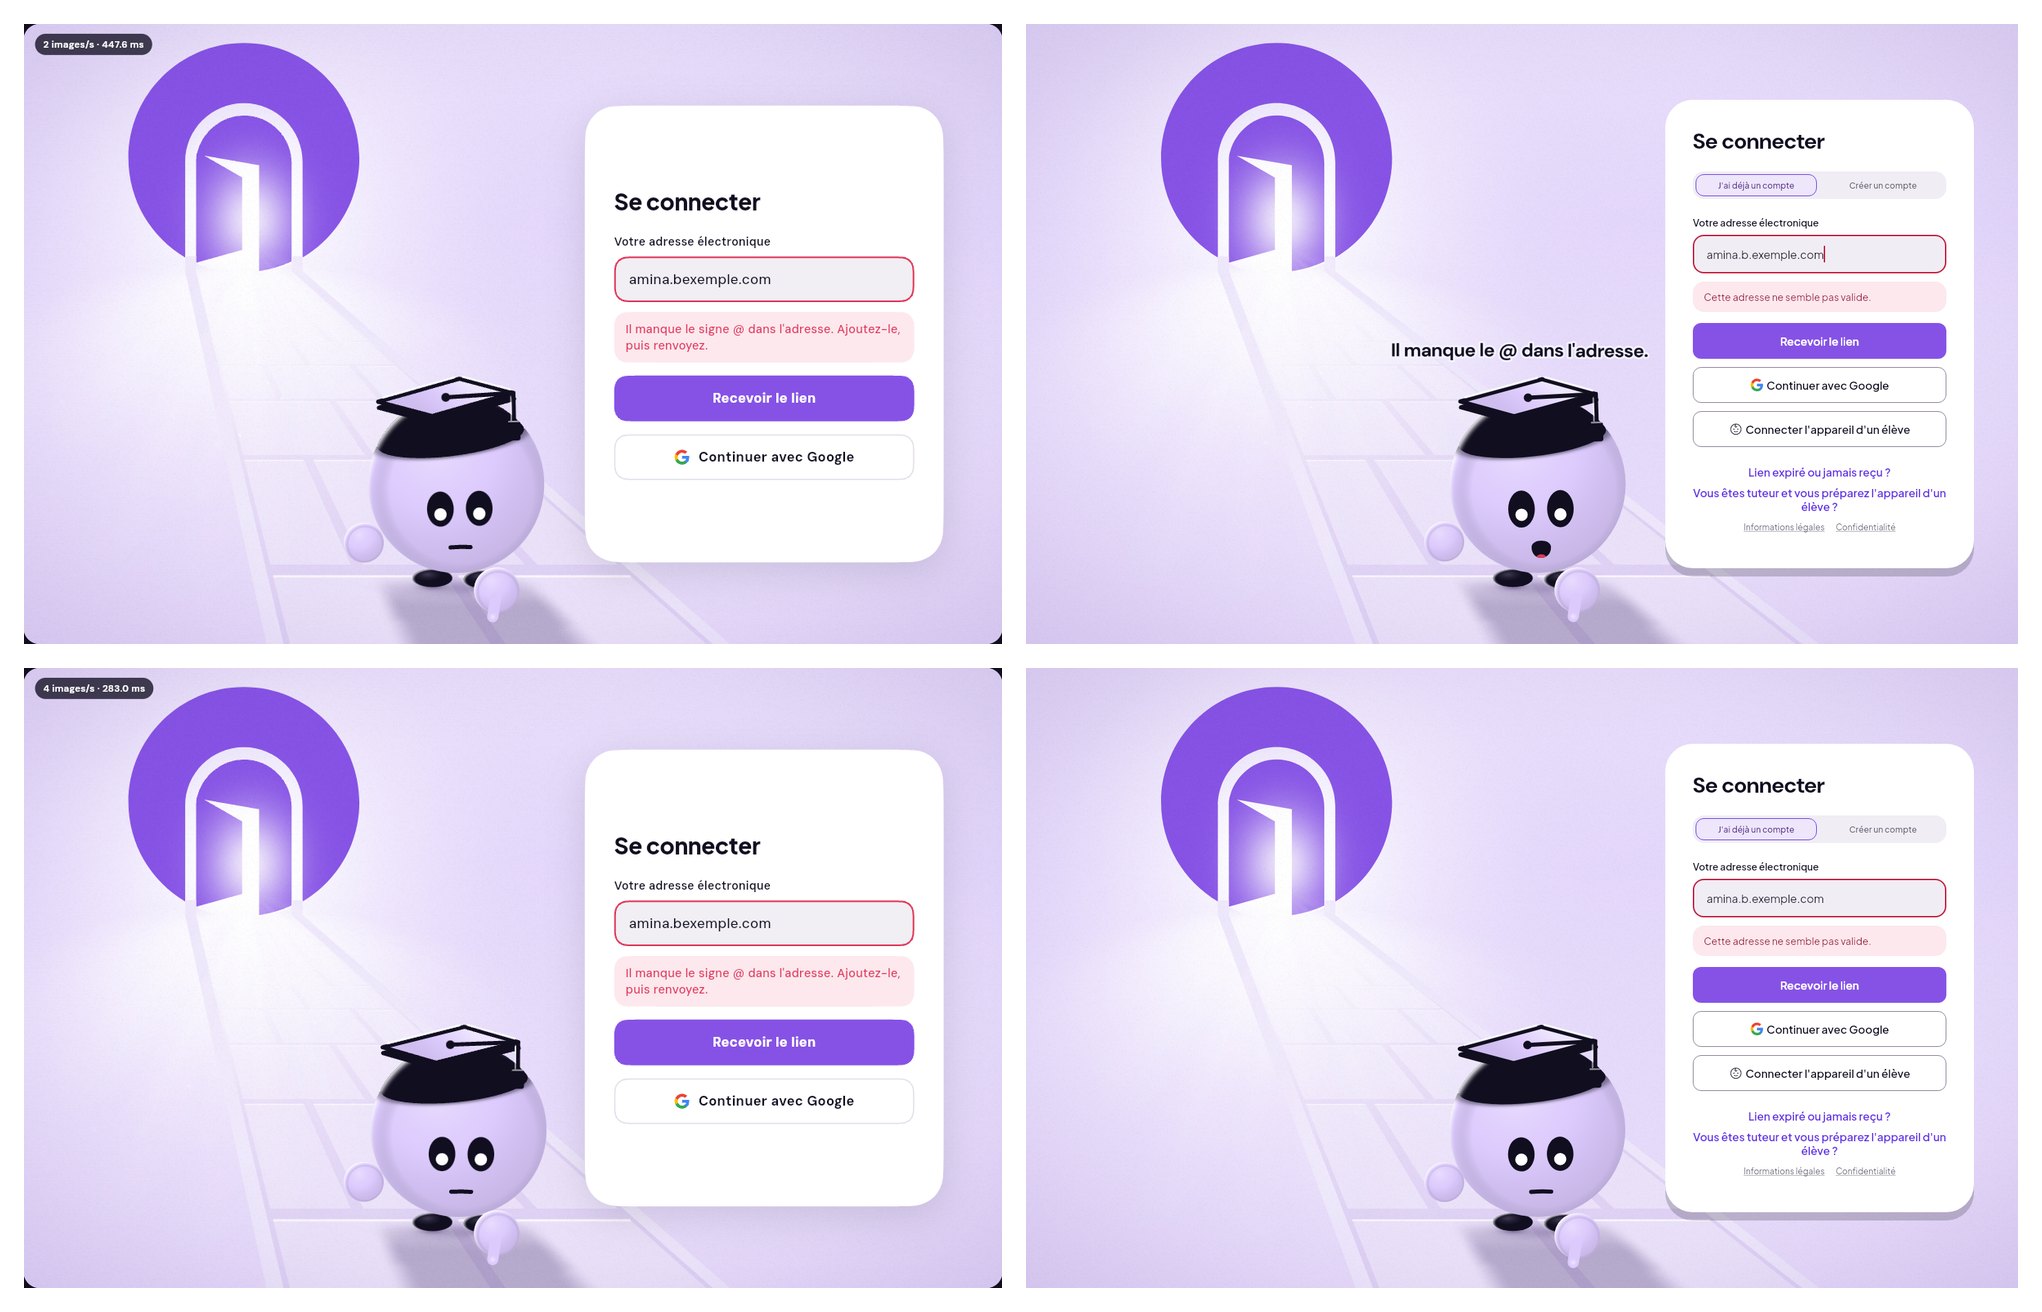 2 images/s · 447.6 ms
Se connecter
Votre adresse électronique
amina.bexemple.com
Il manque le signe @ dans l'adresse. Ajoutez-le,
puis renvoyez.
Recevoir le lien
Continuer avec Google
Il manque le @ dans l'adresse.
Se connecter
J'ai déjà un compte
Créer un compte
Votre adresse électronique
amina.b.exemple.com
Cette adresse ne semble pas valide.
Recevoir le lien
Continuer avec Google
Connecter l'appareil d'un élève
Lien expiré ou jamais reçu ?
Vous êtes tuteur et vous préparez l'appareil d'un
élève ?
Informations légales Confidentialité
4 images/s · 283.0 ms
Se connecter
Votre adresse électronique
amina.bexemple.com
Il manque le signe @ dans l'adresse. Ajoutez-le,
puis renvoyez.
Recevoir le lien
Continuer avec Google
Se connecter
J'ai déjà un compte
Créer un compte
Votre adresse électronique
amina.b.exemple.com
Cette adresse ne semble pas valide.
Recevoir le lien
Continuer avec Google
Connecter l'appareil d'un élève
Lien expiré ou jamais reçu ?
Vous êtes tuteur et vous préparez l'appareil d'un
élève ?
Informations légales Confidentialité